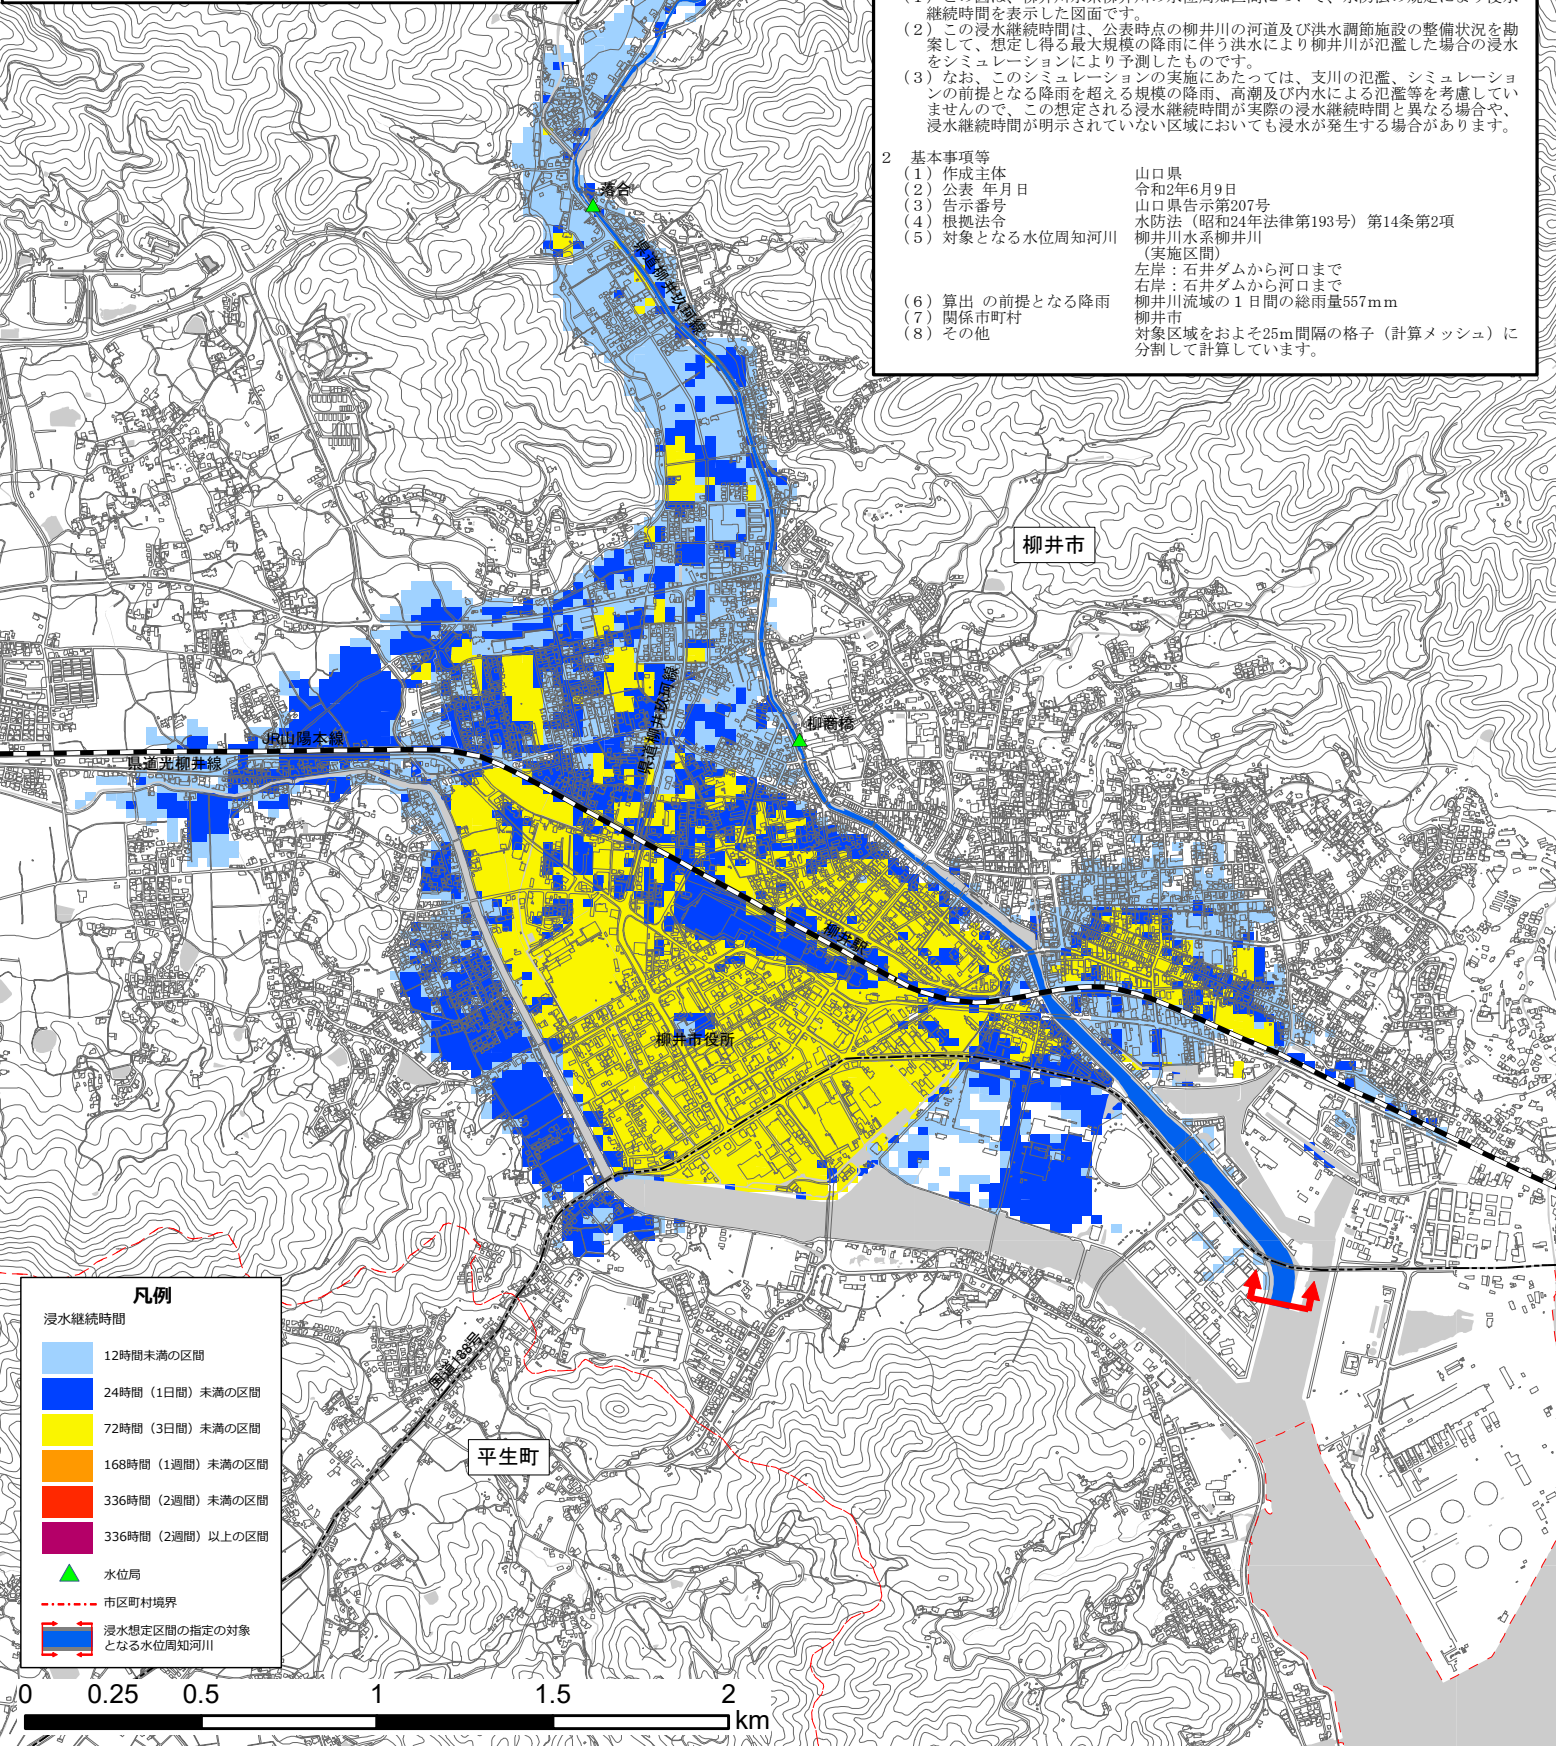 継続時間を表示した図面です。
(2) この浸水継続時間は、公表時点の柳井川の河道及び洪水調節施設の整備状況を勘
案して、想定し得る最大規模の降雨に伴う洪水により柳井川が氾濫した場合の浸水
をシミュレーションにより予測したものです。
(3) なお、このシミュレーションの実施にあたっては、支川の氾濫、シミュレーショ
ンの前提となる降雨を超える規模の降雨、高潮及び内水による氾濫等を考慮してい
ませんので、この想定される浸水継続時間が実際の浸水継続時間と異なる場合や、
浸水継続時間が明示されていない区域においても浸水が発生する場合があります。
2 基本事項等
(1) 作成主体 山口県
(2) 公表 年月日 令和2年6月9日
(3) 告示番号 山口県告示第207号
(4) 根拠法令 水防法（昭和24年法律第193号）第14条第2項
(5) 対象となる水位周知河川 柳井川水系柳井川
（実施区間）
左岸：石井ダムから河口まで
右岸：石井ダムから河口まで
(6) 算出 の前提となる降雨 柳井川流域の１日間の総雨量557ｍｍ
(7) 関係市町村 柳井市
(8) その他 対象区域をおよそ25ｍ間隔の格子（計算メッシュ）に
分割して計算しています。
落合
県道柳井玖珂線
柳井市
県道柳井玖珂線
柳商橋
JR山陽本線
県道光柳井線
柳井駅
柳井市役所
国道188号
平生町
凡例
浸水継続時間
12時間未満の区間
24時間（1日間）未満の区間
72時間（3日間）未満の区間
168時間（1週間）未満の区間
336時間（2週間）未満の区間
336時間（2週間）以上の区間
水位局
市区町村境界
浸水想定区間の指定の対象
となる水位周知河川
0 0.25 0.5 1 1.5 2
km